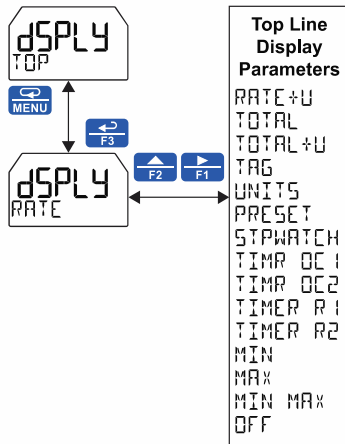 dSPLY
TOP
MENU
F3
dSPLY
RATE
F2
F1
Top Line
Display
Parameters
RATE+U
TOTAL
TOTAL+U
TAG
UNITS
PRESET
STPWATCH
TIMR OC1
TIMR OC2
TIMER R1
TIMER R2
MIN
MAX
MIN MAX
OFF